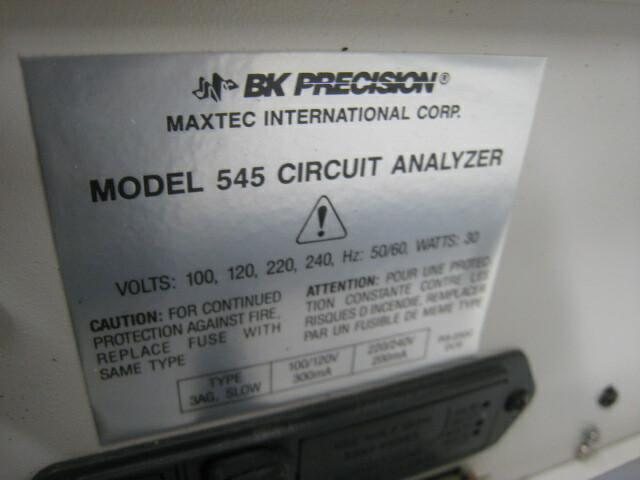 BK PRECISION®
MAXTEC INTERNATIONAL CORP.
MODEL 545 CIRCUIT ANALYZER
VOLTS: 100, 120, 220, 240, Hz: 50/60, WATTS: 30
CAUTION: FOR CONTINUED
PROTECTION AGAINST FIRE,
REPLACE FUSE WITH
SAME TYPE
ATTENTION: POUR UNE PROTEC
TION CONSTANTE CONTRE LES
RISQUES D'INCENDIE, REMPLACER
PAR UN FUSIBLE DE MEME TYPE
TYPE 100/120V 220/240V
3AG, SLOW 300mA 200mA